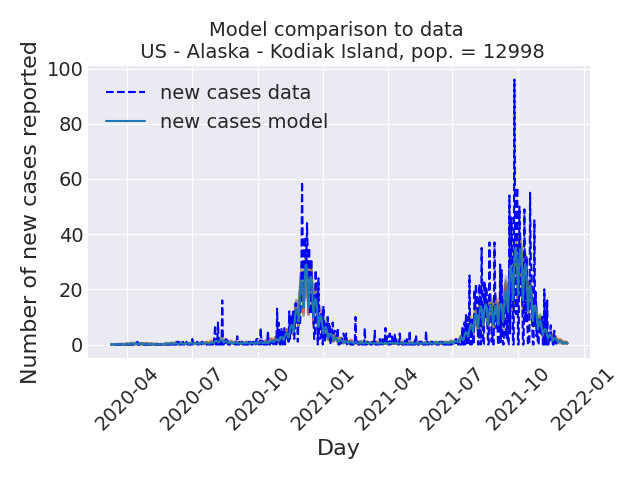 Model comparison to data
US - Alaska - Kodiak Island, pop. = 12998
Number of new cases reported
100
80
60
40
20
0
new cases data
new cases model
2020-04
2020-07
2020-10
2021-01
2021-04
2021-07
2021-10
2022-01
Day